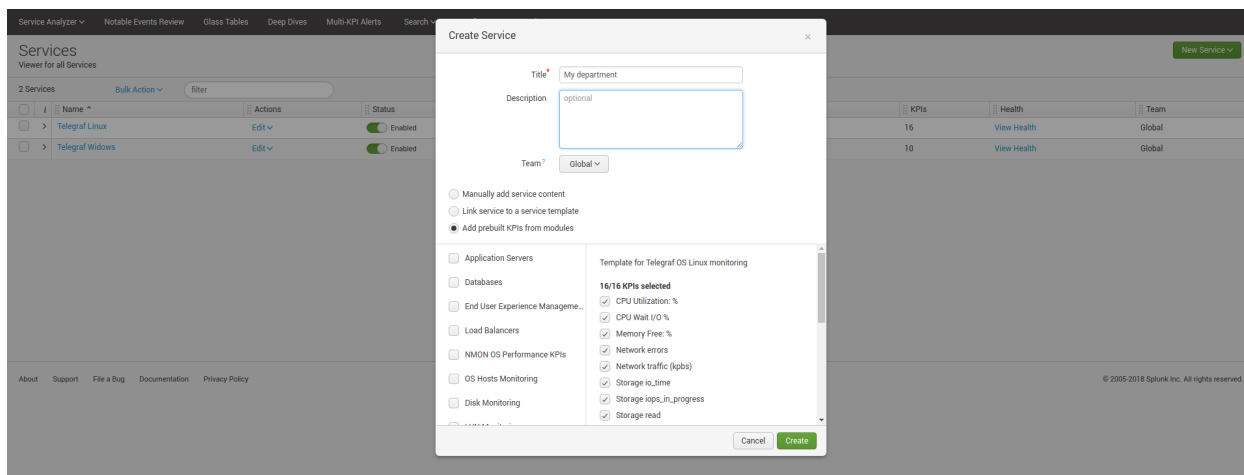 Service Analyzer Notable Events Review Glass Tables Deep Dives Multi-KPI Alerts Search
Services
Viewer for all Services
New Service
2 Services Bulk Action filter
i Name Actions Status KPIs Health Team
Telegraf Linux Edit Enabled 16 View Health Global
Telegraf Widows Edit Enabled 10 View Health Global
Create Service ×
Title* My department
Description optional
Team? Global
Manually add service content
Link service to a service template
Add prebuilt KPIs from modules
Application Servers
Databases
End User Experience Manageme...
Load Balancers
NMON OS Performance KPIs
OS Hosts Monitoring
Disk Monitoring
Template for Telegraf OS Linux monitoring
16/16 KPIs selected
CPU Utilization: %
CPU Wait I/O %
Memory Free: %
Network errors
Network traffic (kpbs)
Storage io_time
Storage iops_in_progress
Storage read
Cancel Create
About Support File a Bug Documentation Privacy Policy © 2005-2018 Splunk Inc. All rights reserved.